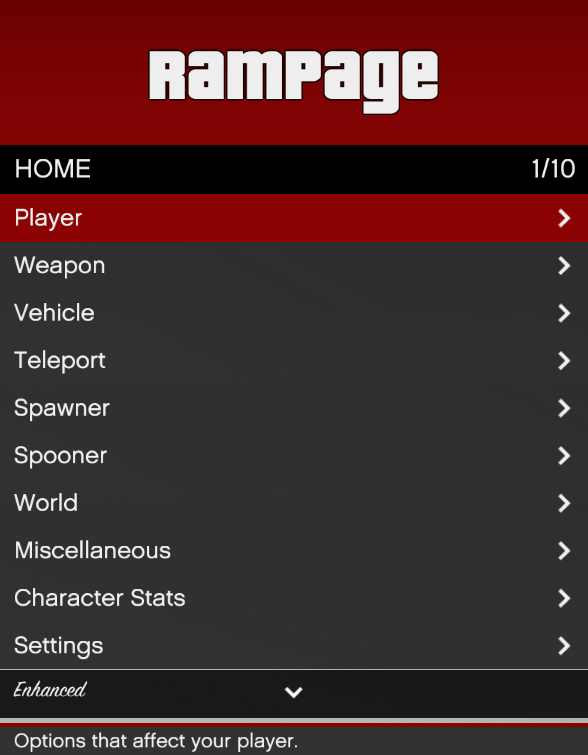 Rampage
HOME 1/10
Player
Weapon
Vehicle
Teleport
Spawner
Spooner
World
Miscellaneous
Character Stats
Settings
Enhanced
Options that affect your player.